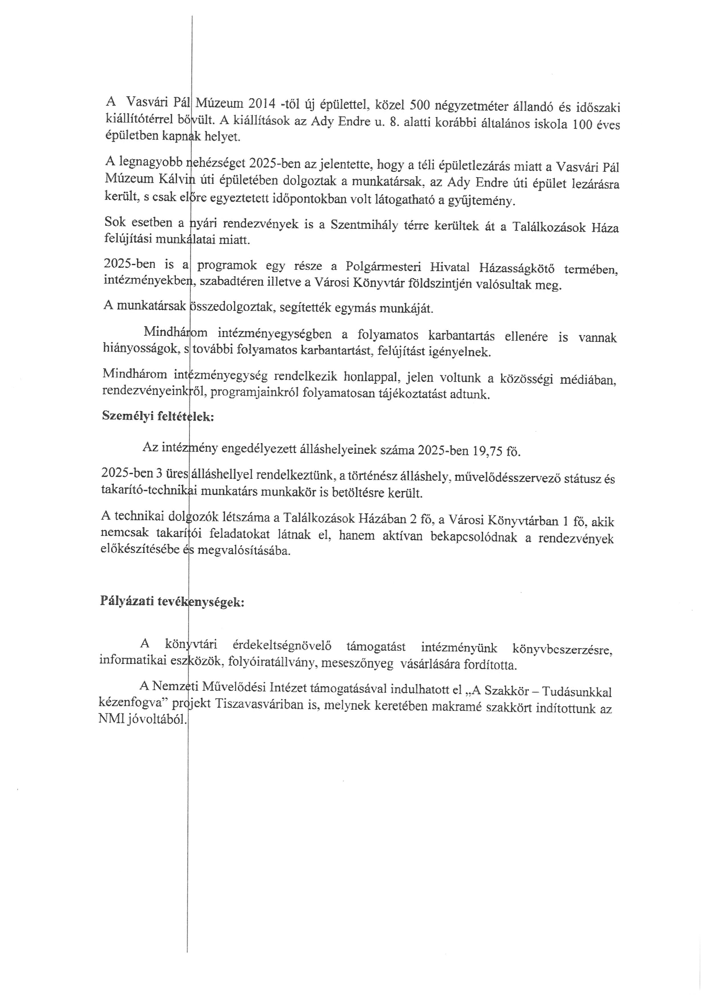 A Vasvári Pál Múzeum 2014 -től új épülettel, közel 500 négyzetméter állandó és időszaki
kiállítótérrel bővült. A kiállítások az Ady Endre u. 8. alatti korábbi általános iskola 100 éves
épületben kapnak helyet.
A legnagyobb nehézséget 2025-ben az jelentette, hogy a téli épületlezárás miatt a Vasvári Pál
Múzeum Kálvin úti épületében dolgoztak a munkatársak, az Ady Endre úti épület lezárásra
került, s csak előre egyeztetett időpontokban volt látogatható a gyűjtemény.
Sok esetben a nyári rendezvények is a Szentmihály térre kerültek át a Találkozások Háza
felújítási munkálatai miatt.
2025-ben is a programok egy része a Polgármesteri Hivatal Házasságkötő termében,
intézményekben, szabadtéren illetve a Városi Könyvtár földszintjén valósultak meg.
A munkatársak összedolgoztak, segítették egymás munkáját.
Mindhárom intézményegységben a folyamatos karbantartás ellenére is vannak
hiányosságok, s további folyamatos karbantartást, felújítást igényelnek.
Mindhárom intézményegység rendelkezik honlappal, jelen voltunk a közösségi médiában,
rendezvényeinkről, programjainkról folyamatosan tájékoztatást adtunk.
Személyi feltételek:
Az intézmény engedélyezett álláshelyeinek száma 2025-ben 19,75 fő.
2025-ben 3 üres álláshellyel rendelkeztünk, a történész álláshely, művelődésszervező státusz és
takarító-technikai munkatárs munkakör is betöltésre került.
A technikai dolgozók létszáma a Találkozások Házában 2 fő, a Városi Könyvtárban 1 fő, akik
nemcsak takarítói feladatokat látnak el, hanem aktívan bekapcsolódnak a rendezvények
előkészítésébe és megvalósításába.
Pályázati tevékenységek:
A könyvtári érdekeltségnövelő támogatást intézményünk könyvbeszerzésre,
informatikai eszközök, folyóiratállvány, meseszőnyeg vásárlására fordította.
A Nemzeti Művelődési Intézet támogatásával indulhatott el „A Szakkör – Tudásunkkal
kézenfogva” projekt Tiszavasváriban is, melynek keretében makramé szakkört indítottunk az
NMI jóvoltából.